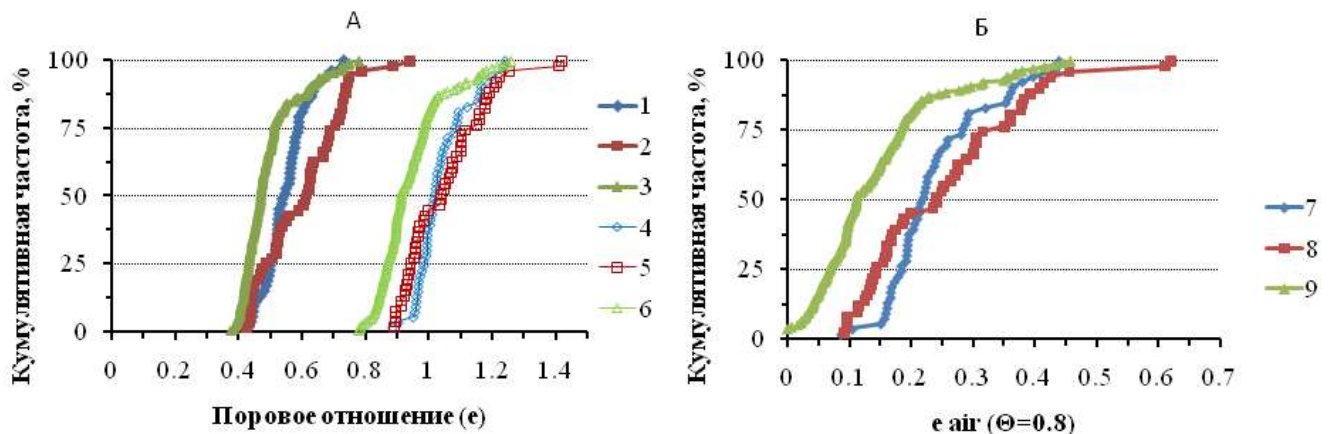 А
Кумулятивная частота, %
100
75
50
25
0
0 0.2 0.4 0.6 0.8 1 1.2 1.4
Поровое отношение (e)
1
2
3
4
5
6
Б
Кумулятивная частота, %
100
75
50
25
0
0 0.1 0.2 0.3 0.4 0.5 0.6 0.7
e air (Θ=0.8)
7
8
9